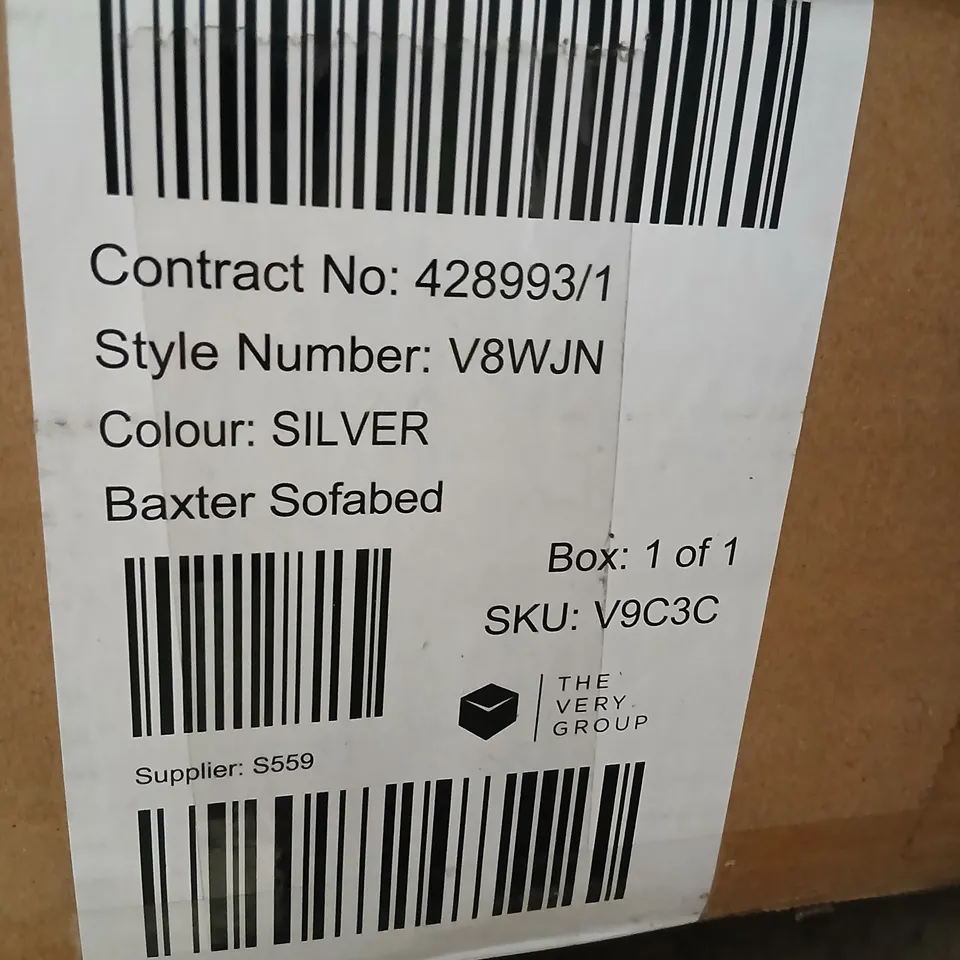 Contract No: 428993/1
Style Number: V8WJN
Colour: SILVER
Baxter Sofabed
Box: 1 of 1
SKU: V9C3C
THE
VERY
GROUP
Supplier: S559